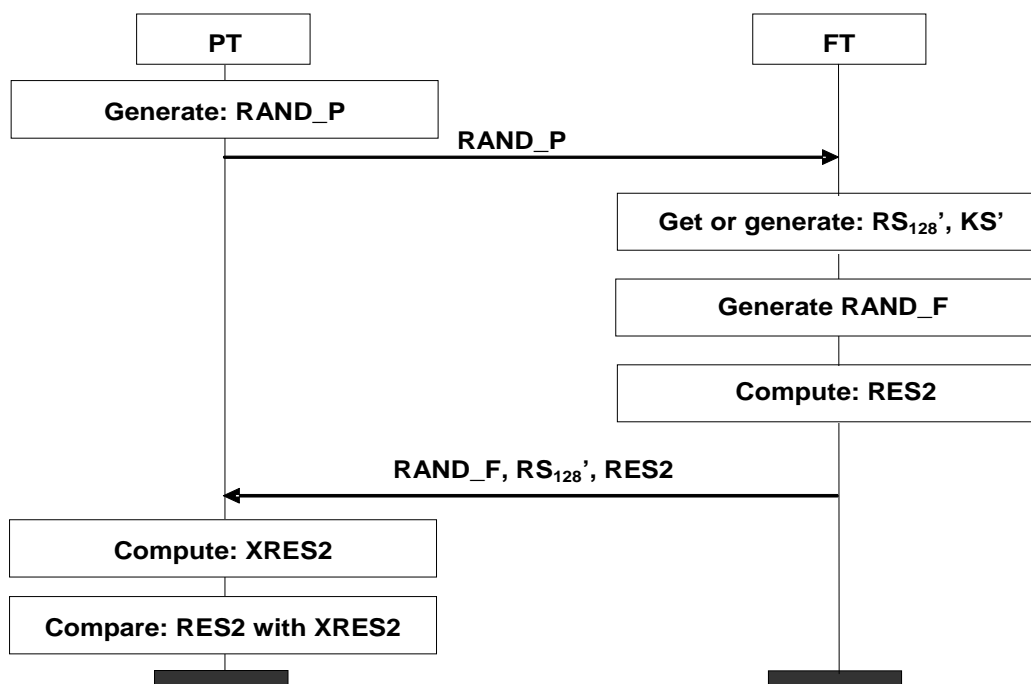 PT
FT
Generate: RAND_P
RAND_P
Get or generate: RS₁₂₈’, KS’
Generate RAND_F
Compute: RES2
RAND_F, RS₁₂₈’, RES2
Compute: XRES2
Compare: RES2 with XRES2